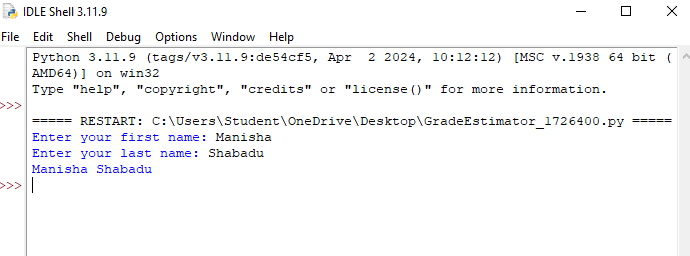 IDLE Shell 3.11.9
File Edit Shell Debug Options Window Help
Python 3.11.9 (tags/v3.11.9:de54cf5, Apr  2 2024, 10:12:12) [MSC v.1938 64 bit (
AMD64)] on win32
Type "help", "copyright", "credits" or "license()" for more information.
>>>
===== RESTART: C:\Users\Student\OneDrive\Desktop\GradeEstimator_1726400.py =====
Enter your first name: Manisha
Enter your last name: Shabadu
Manisha Shabadu
>>>